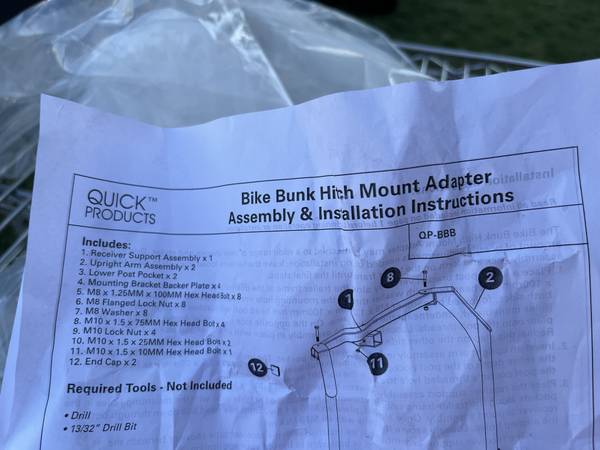 QUICK™
PRODUCTS
Bike Bunk Hitch Mount Adapter
Assembly & Installation Instructions
QP-BBB
Includes:
1. Receiver Support Assembly x 1
2. Upright Arm Assembly x 2
3. Lower Post Pocket x 2
4. Mounting Bracket Backer Plate x 4
5. M8 x 1.25MM x 100MM Hex Head Bolt x 8
6. M8 Flanged Lock Nut x 8
7. M8 Washer x 8
8. M10 x 1.5 x 75MM Hex Head Bolt x 4
9. M10 Lock Nut x 4
10. M10 x 1.5 x 25MM Hex Head Bolt x 2
11. M10 x 1.5 x 10MM Hex Head Bolt x 1
12. End Cap x 2
8
2
1
11
12
Required Tools - Not Included
• Drill
• 13/32" Drill Bit